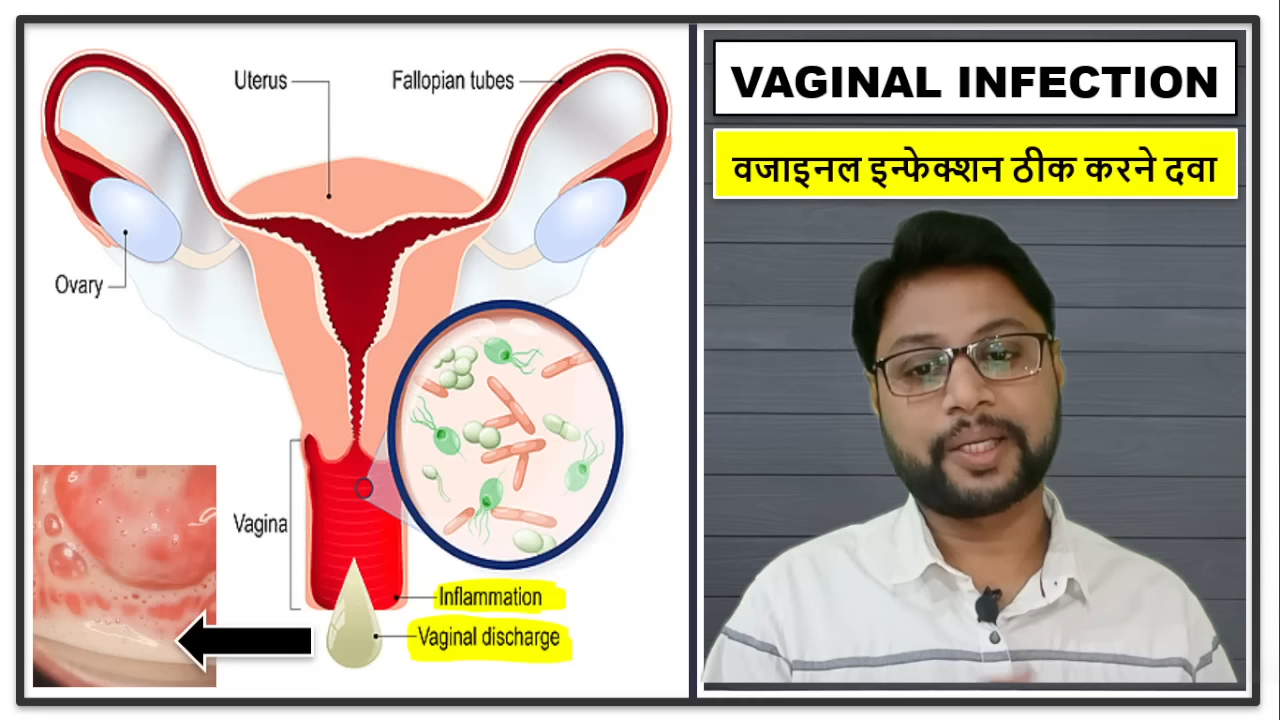 Uterus
Fallopian tubes
Ovary
Vagina
Inflammation
Vaginal discharge
VAGINAL INFECTION
वजाइनल इन्फेक्शन ठीक करने दवा